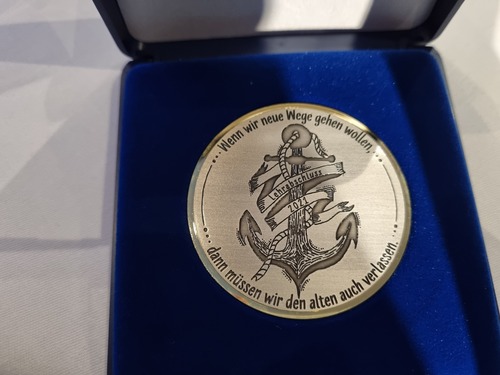 ... Wenn wir neue Wege gehen wollen, ...
Lehrabschluss
2021
... dann müssen wir den alten auch verlassen. ...